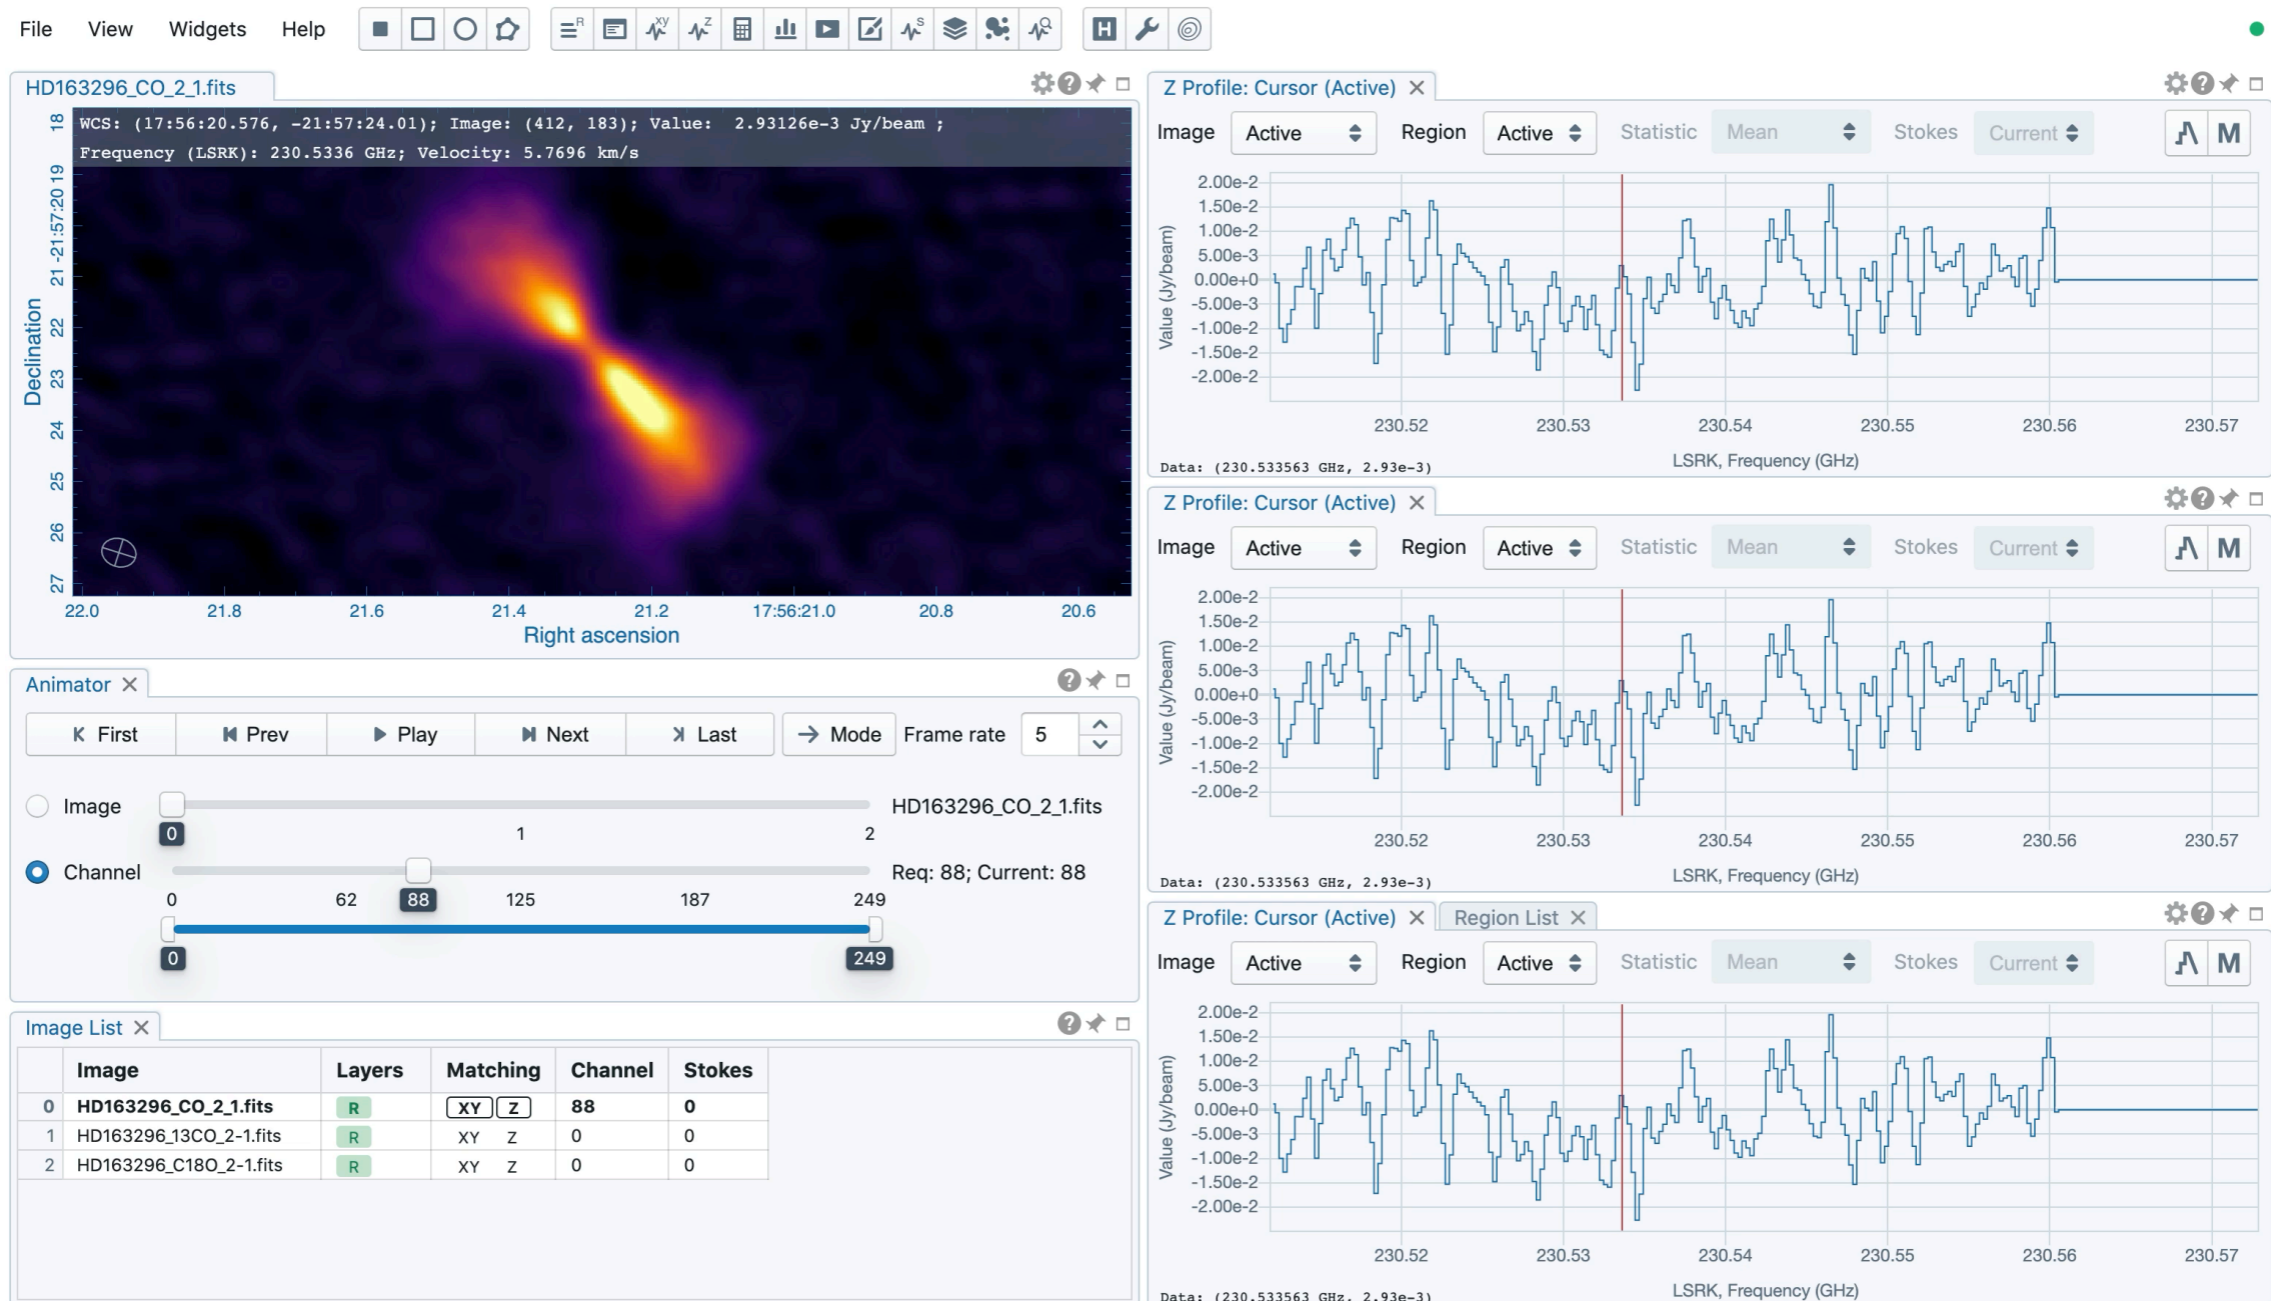 File View Widgets Help
HD163296_CO_2_1.fits
WCS: (17:56:20.576, -21:57:24.01); Image: (412, 183); Value: 2.93126e-3 Jy/beam ;
Frequency (LSRK): 230.5336 GHz; Velocity: 5.7696 km/s
Declination
18
-21:57:20 19
21
22
23
24
25
26
27
22.0 21.8 21.6 21.4 21.2 17:56:21.0 20.8 20.6
Right ascension
Animator
First Prev Play Next Last Mode Frame rate 5
Image HD163296_CO_2_1.fits
0 1 2
Channel Req: 88; Current: 88
0 62 88 125 187 249
0 249
Image List
Image Layers Matching Channel Stokes
0 HD163296_CO_2_1.fits R XY Z 88 0
1 HD163296_13CO_2-1.fits R XY Z 0 0
2 HD163296_C18O_2-1.fits R XY Z 0 0
Z Profile: Cursor (Active)
Image Active Region Active Statistic Mean Stokes Current M
Value (Jy/beam)
2.00e-2
1.50e-2
1.00e-2
5.00e-3
0.00e+0
-5.00e-3
-1.00e-2
-1.50e-2
-2.00e-2
230.52 230.53 230.54 230.55 230.56 230.57
LSRK, Frequency (GHz)
Data: (230.533563 GHz, 2.93e-3)
Z Profile: Cursor (Active)
Image Active Region Active Statistic Mean Stokes Current M
Value (Jy/beam)
2.00e-2
1.50e-2
1.00e-2
5.00e-3
0.00e+0
-5.00e-3
-1.00e-2
-1.50e-2
-2.00e-2
230.52 230.53 230.54 230.55 230.56 230.57
LSRK, Frequency (GHz)
Data: (230.533563 GHz, 2.93e-3)
Z Profile: Cursor (Active) Region List
Image Active Region Active Statistic Mean Stokes Current M
Value (Jy/beam)
2.00e-2
1.50e-2
1.00e-2
5.00e-3
0.00e+0
-5.00e-3
-1.00e-2
-1.50e-2
-2.00e-2
230.52 230.53 230.54 230.55 230.56 230.57
LSRK, Frequency (GHz)
Data: (230.533563 GHz, 2.93e-3)